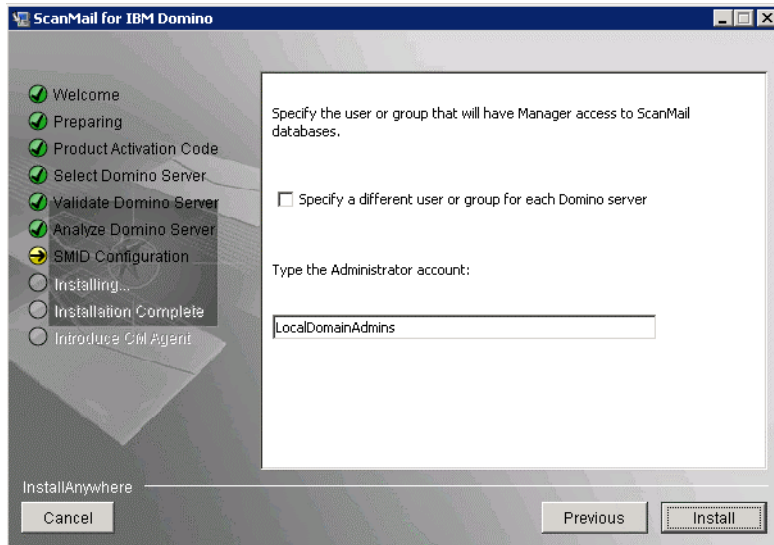 ScanMail for IBM Domino
Welcome
Preparing
Product Activation Code
Select Domino Server
Validate Domino Server
Analyze Domino Server
SMID Configuration
Installing...
Installation Complete
Introduce CM Agent
Specify the user or group that will have Manager access to ScanMail
databases.
Specify a different user or group for each Domino server
Type the Administrator account:
LocalDomainAdmins
InstallAnywhere
Cancel
Previous
Install